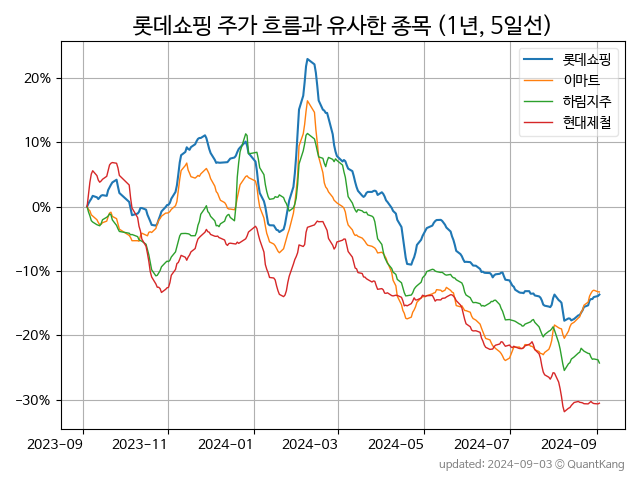 롯데쇼핑 주가 흐름과 유사한 종목 (1년, 5일선)
롯데쇼핑
이마트
하림지주
현대제철
20%
10%
0%
−10%
−20%
−30%
2023-09 2023-11 2024-01 2024-03 2024-05 2024-07 2024-09
updated: 2024-09-03 © QuantKang